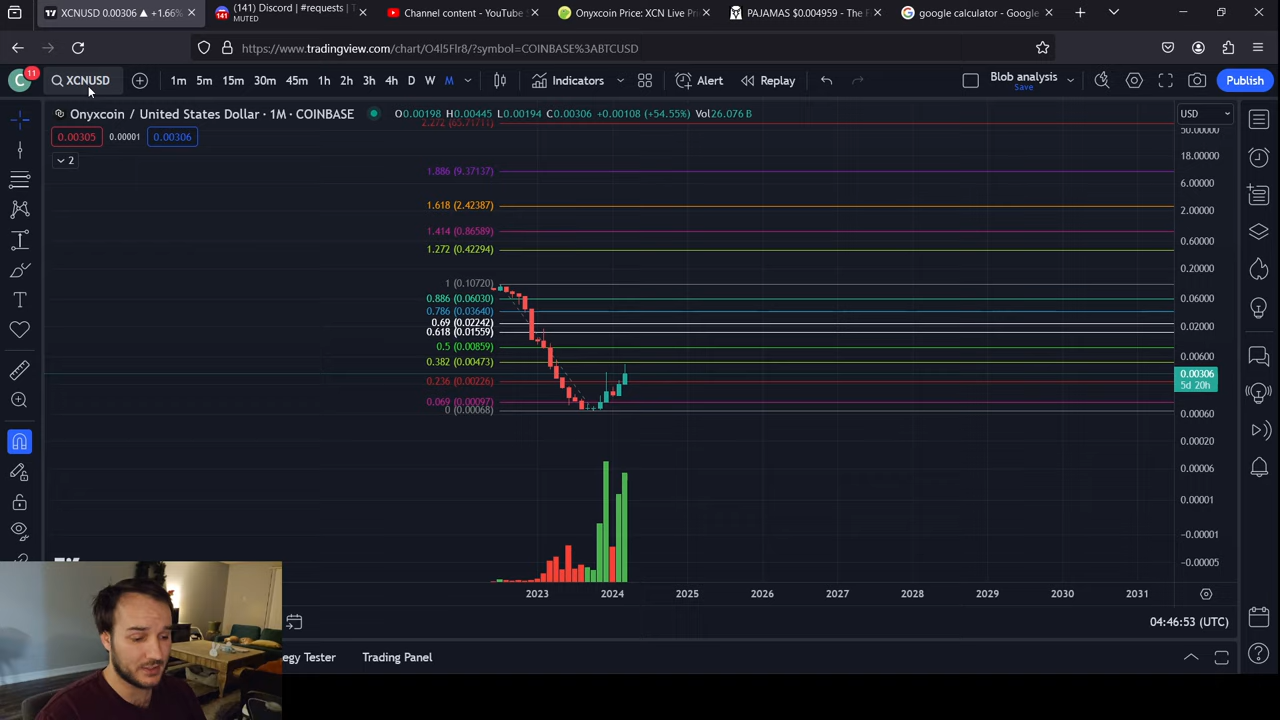 XCNUSD 0.00306 ▲ +1.66%
(141) Discord | #requests | T
MUTED
Channel content - YouTube S
Onyxcoin Price: XCN Live Pri
PAJAMAS $0.004959 - The F
google calculator - Google
https://www.tradingview.com/chart/O4l5Flr8/?symbol=COINBASE%3ABTCUSD
C 11 XCNUSD 1m 5m 15m 30m 45m 1h 2h 3h 4h D W M Indicators Alert Replay Blob analysis Publish
Save
Onyxcoin / United States Dollar · 1M · COINBASE O0.00198 H0.00445 L0.00194 C0.00306 +0.00108 (+54.55%) Vol26.076 B USD
0.00305 0.00001 0.00306
2
2.272 (65.71711)
50.00000
18.00000
1.886 (9.37137)
6.00000
1.618 (2.42387)
2.00000
1.414 (0.86589)
0.60000
1.272 (0.42294)
0.20000
1 (0.10720)
0.886 (0.06030)
0.06000
0.786 (0.03640)
0.69 (0.02242)
0.02000
0.618 (0.01559)
0.5 (0.00859)
0.00600
0.382 (0.00473)
0.00306
5d 20h
0.236 (0.00226)
0.069 (0.00097)
0 (0.00068)
0.00060
0.00020
0.00006
0.00001
−0.00001
−0.00005
2023 2024 2025 2026 2027 2028 2029 2030 2031
04:46:53 (UTC)
egy Tester Trading Panel